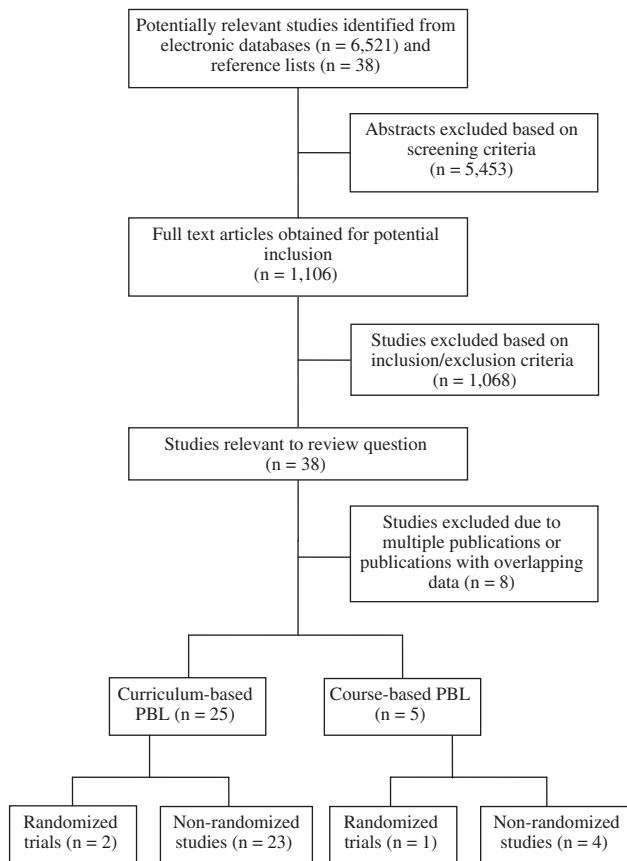 Potentially relevant studies identified from
electronic databases (n = 6,521) and
reference lists (n = 38)
Abstracts excluded based on
screening criteria
(n = 5,453)
Full text articles obtained for potential
inclusion
(n = 1,106)
Studies excluded based on
inclusion/exclusion criteria
(n = 1,068)
Studies relevant to review question
(n = 38)
Studies excluded due to
multiple publications or
publications with overlapping
data (n = 8)
Curriculum-based
PBL (n = 25)
Course-based PBL
(n = 5)
Randomized
trials (n = 2)
Non-randomized
studies (n = 23)
Randomized
trials (n = 1)
Non-randomized
studies (n = 4)